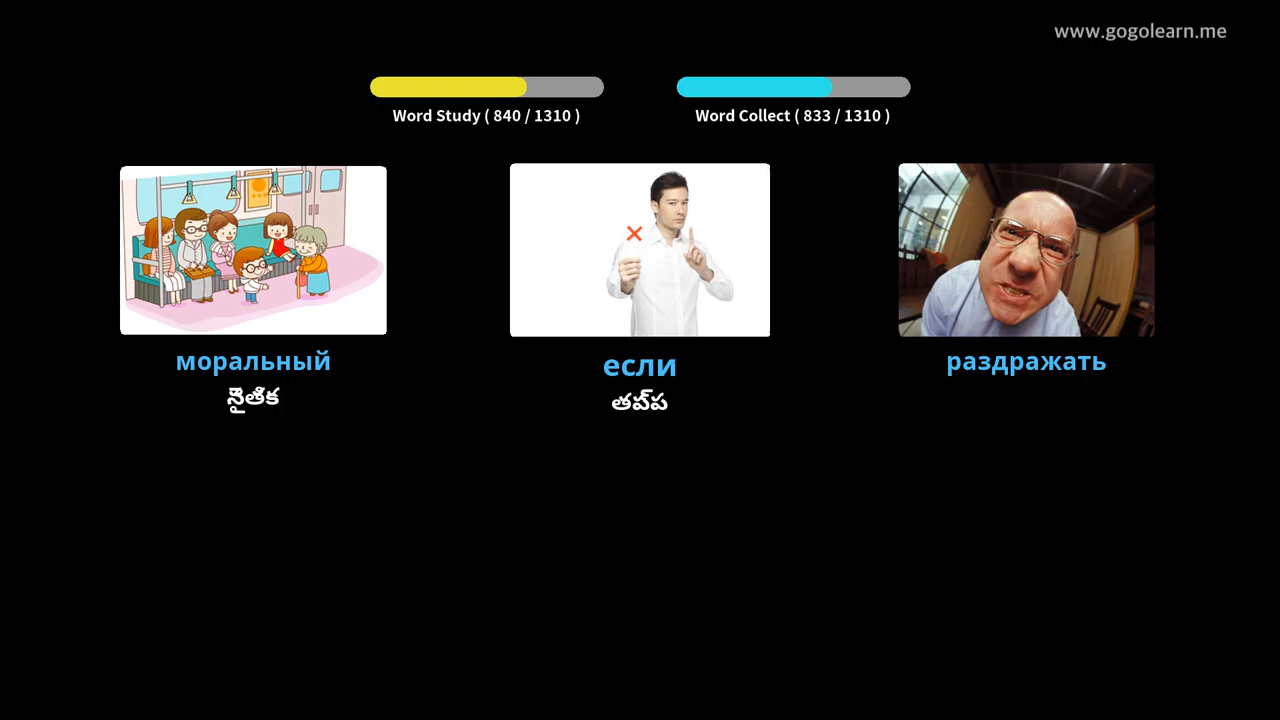 www.gogolearn.me
Word Study ( 840 / 1310 )
Word Collect ( 833 / 1310 )
моральный
నైతిక
если
తప్ప
раздражать